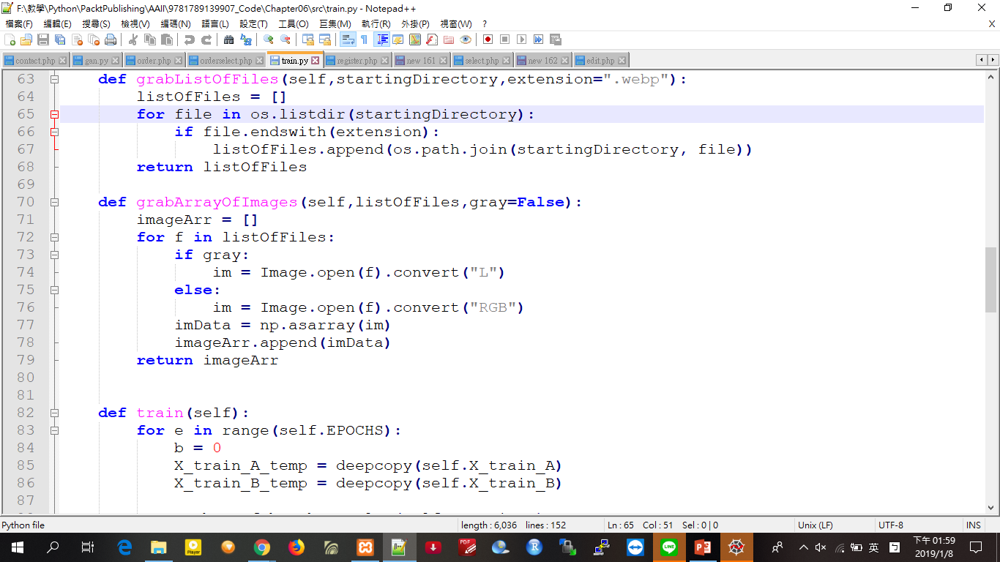 F:\教學\Python\PacktPublishing\AAII\9781789139907_Code\Chapter06\src\train.py - Notepad++
檔案(F) 編輯(E) 搜尋(S) 檢視(V) 編碼(N) 語言(L) 設定(T) 工具(O) 巨集(M) 執行(R) 外掛(P) 視窗(W) ? X
contact.php gan.py order.php orderselect.php train.py register.php new 161 select.php new 162 edit.php
63 def grabListOfFiles(self,startingDirectory,extension=".webp"):
64 listOfFiles = []
65 for file in os.listdir(startingDirectory):
66 if file.endswith(extension):
67 listOfFiles.append(os.path.join(startingDirectory, file))
68 return listOfFiles
69
70 def grabArrayOfImages(self,listOfFiles,gray=False):
71 imageArr = []
72 for f in listOfFiles:
73 if gray:
74 im = Image.open(f).convert("L")
75 else:
76 im = Image.open(f).convert("RGB")
77 imData = np.asarray(im)
78 imageArr.append(imData)
79 return imageArr
80
81
82 def train(self):
83 for e in range(self.EPOCHS):
84 b = 0
85 X_train_A_temp = deepcopy(self.X_train_A)
86 X_train_B_temp = deepcopy(self.X_train_B)
87
Python file length : 6,036 lines : 152 Ln : 65 Col : 51 Sel : 0 | 0 Unix (LF) UTF-8 INS
Player PDF R LINE 英 下午 01:59
2019/1/8